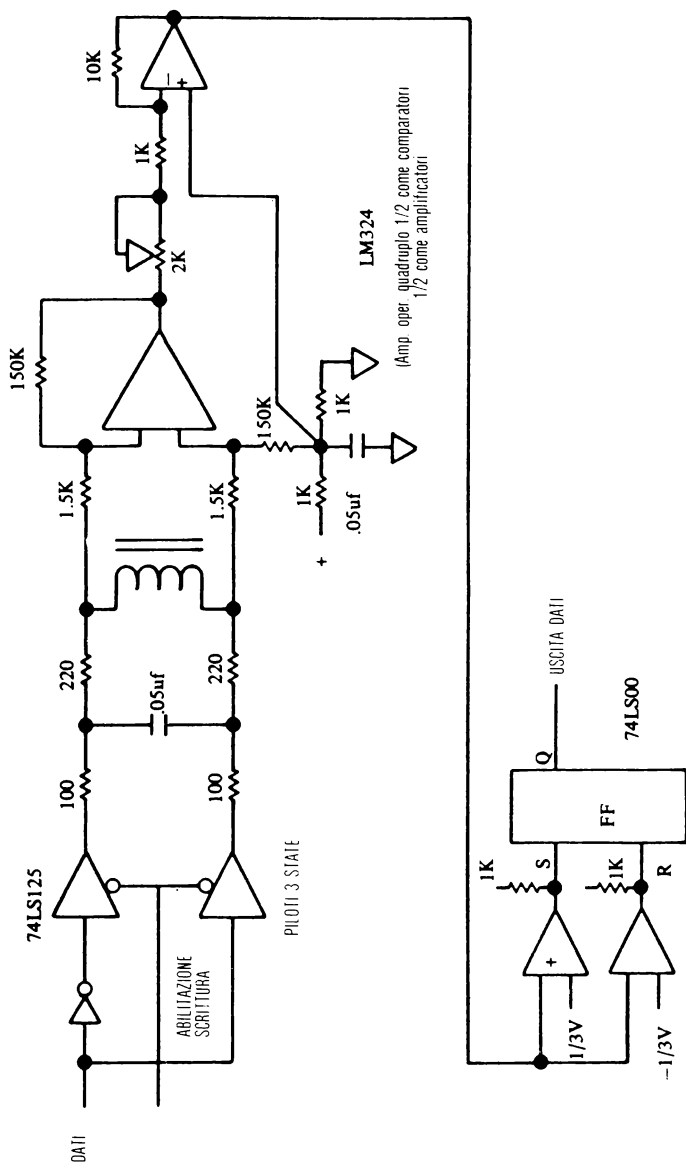 DATI
74LS125
ABILITAZIONE
SCRITTURA
PILOTI 3 STATE
100
100
.05uf
220
220
1.5K
1.5K
150K
150K
1K
1K
+
.05uf
2K
1K
10K
−
+
LM324
(Amp. oper. quadruplo 1/2 come comparatori
1/2 come amplificatori
+
1/3V
−1/3V
1K
1K
S
R
FF
Q
74LS00
USCITA DATI